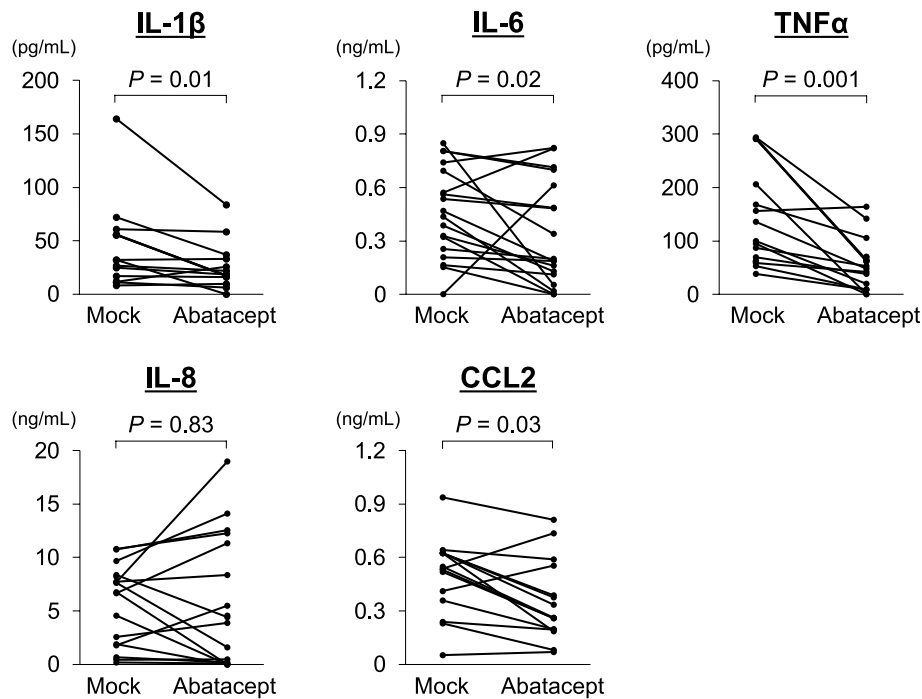 IL-1β
(pg/mL)
P = 0.01
200
150
100
50
0
Mock Abatacept
IL-6
(ng/mL)
P = 0.02
1.2
0.9
0.6
0.3
0
Mock Abatacept
TNFα
(pg/mL)
P = 0.001
400
300
200
100
0
Mock Abatacept
IL-8
(ng/mL)
P = 0.83
20
15
10
5
0
Mock Abatacept
CCL2
(ng/mL)
P = 0.03
1.2
0.9
0.6
0.3
0
Mock Abatacept